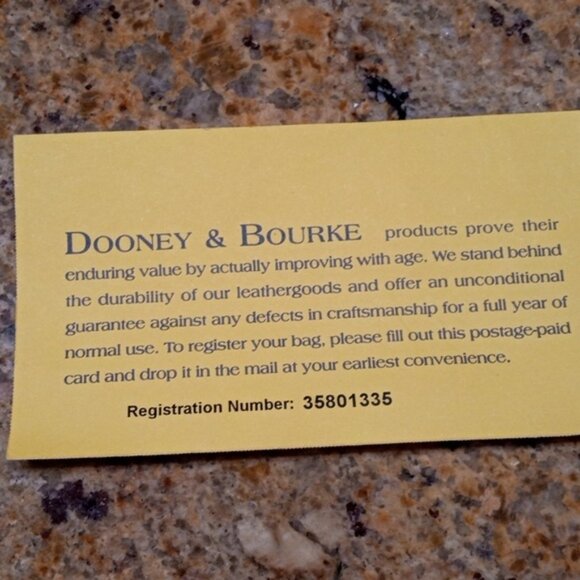 DOONEY & BOURKE products prove their
enduring value by actually improving with age. We stand behind
the durability of our leathergoods and offer an unconditional
guarantee against any defects in craftsmanship for a full year of
normal use. To register your bag, please fill out this postage-paid
card and drop it in the mail at your earliest convenience.
Registration Number: 35801335